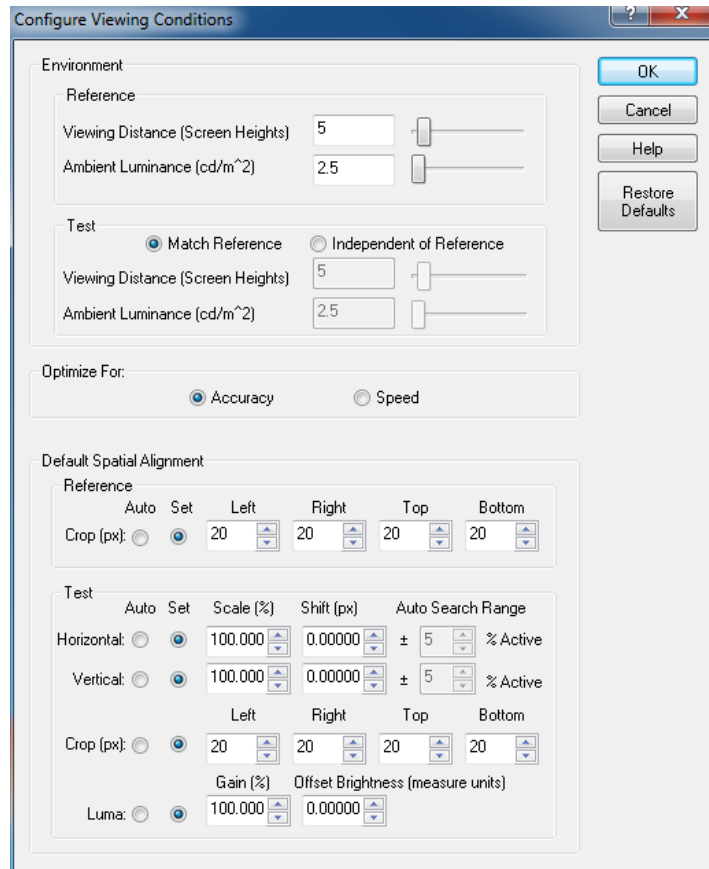 Configure Viewing Conditions
? X
Environment
OK
Reference
Cancel
Viewing Distance (Screen Heights) 5
Help
Ambient Luminance (cd/m^2) 2.5
Restore
Defaults
Test
Match Reference Independent of Reference
Viewing Distance (Screen Heights) 5
Ambient Luminance (cd/m^2) 2.5
Optimize For:
Accuracy Speed
Default Spatial Alignment
Reference
Auto Set Left Right Top Bottom
Crop (px): 20 20 20 20
Test
Auto Set Scale (%) Shift (px) Auto Search Range
Horizontal: 100.000 0.00000 ± 5 % Active
Vertical: 100.000 0.00000 ± 5 % Active
Left Right Top Bottom
Crop (px): 20 20 20 20
Gain (%) Offset Brightness (measure units)
Luma: 100.000 0.00000